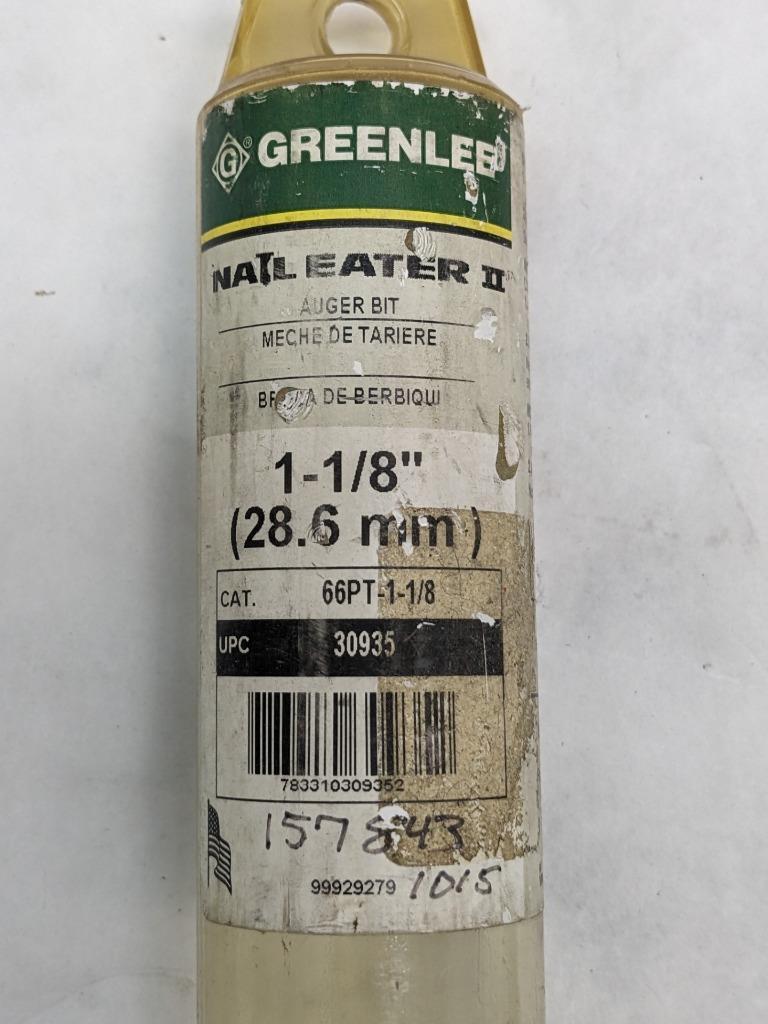 G® GREENLEE
NAIL EATER II
AUGER BIT
MECHE DE TARIERE
DE BERBIQUI
1-1/8"
(28.6 mm)
CAT. 66PT-1-1/8
UPC 30935
783310309352
157843
99929279 1015